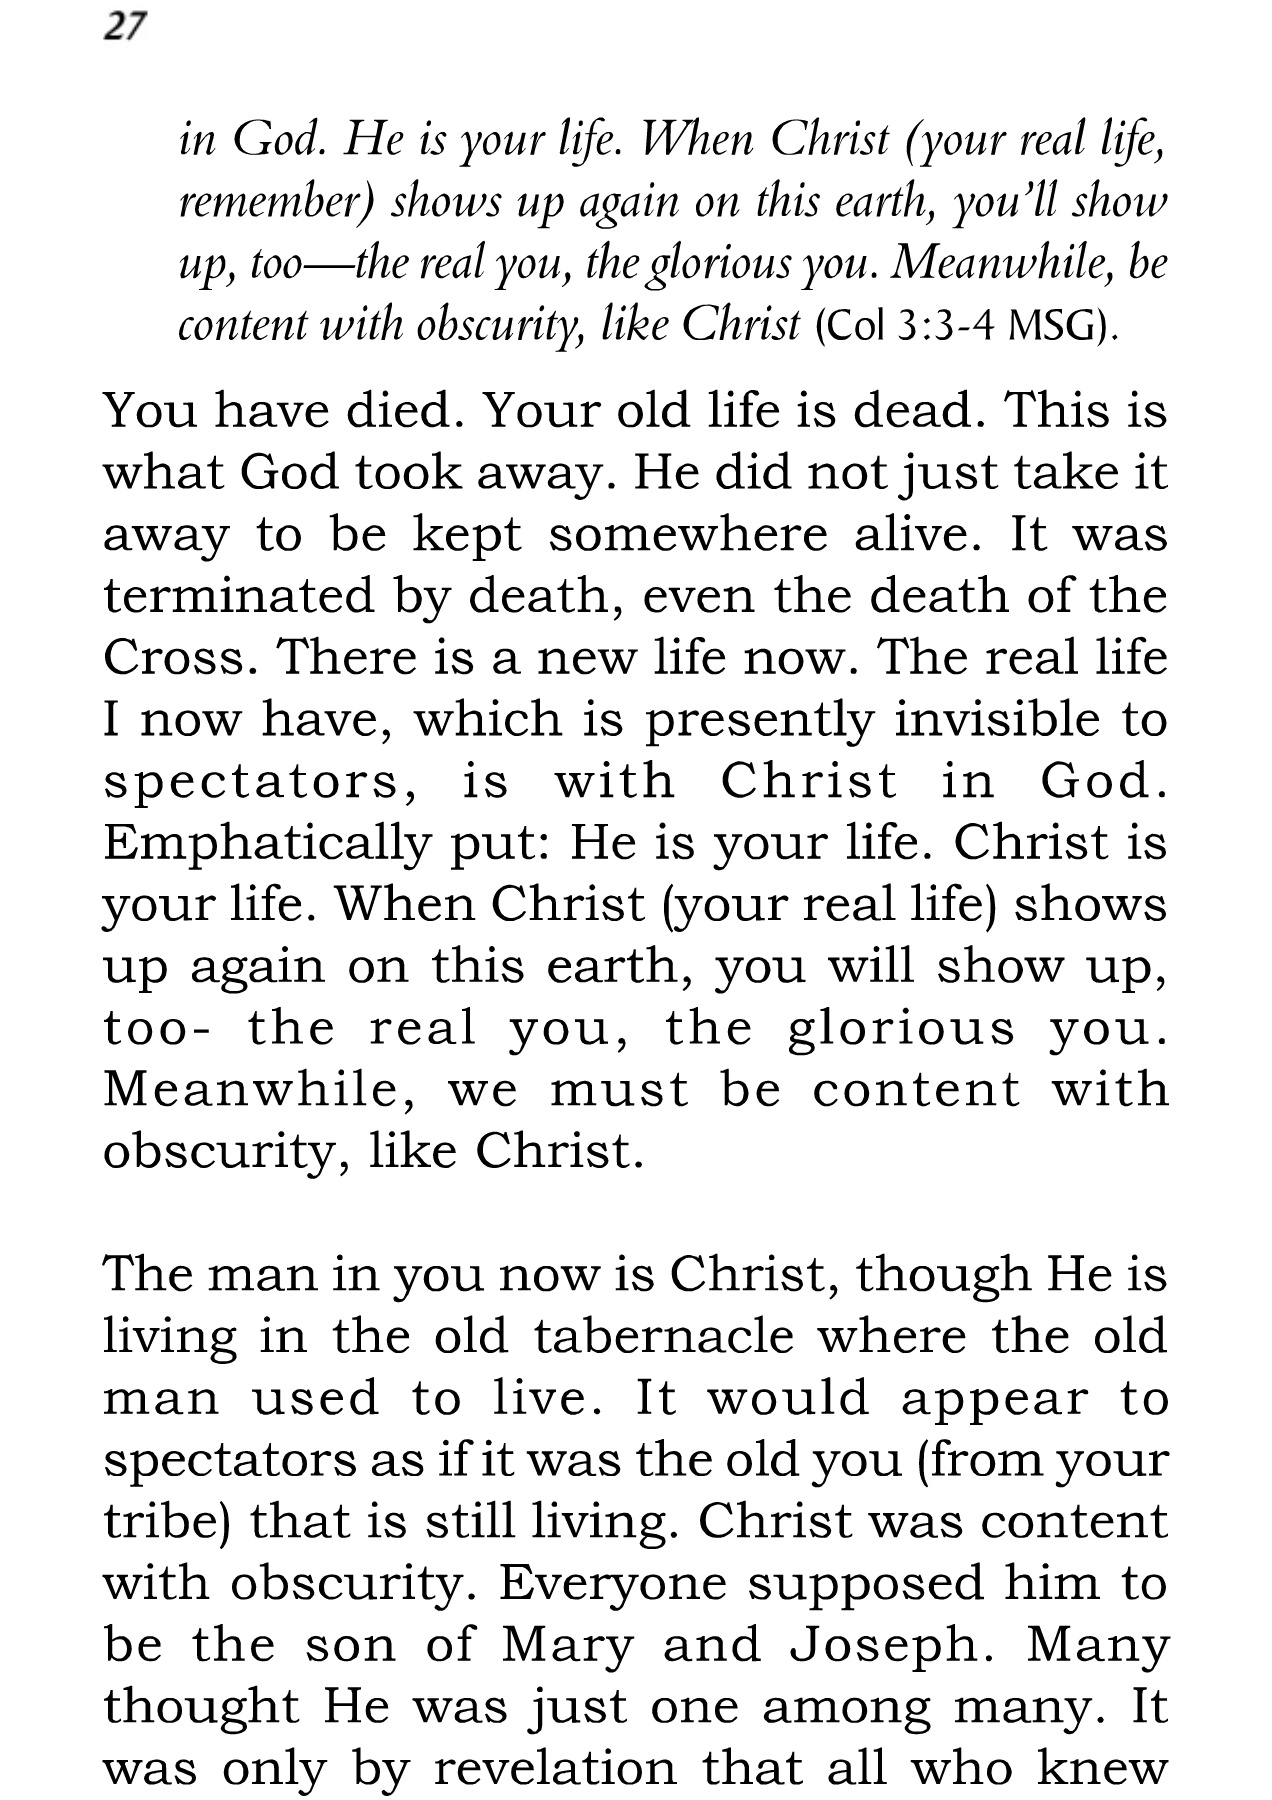 27
in God. He is your life. When Christ (your real life,
remember) shows up again on this earth, you’ll show
up, too—the real you, the glorious you. Meanwhile, be
content with obscurity, like Christ (Col 3:3-4 MSG).
You have died. Your old life is dead. This is
what God took away. He did not just take it
away to be kept somewhere alive. It was
terminated by death, even the death of the
Cross. There is a new life now. The real life
I now have, which is presently invisible to
spectators, is with Christ in God.
Emphatically put: He is your life. Christ is
your life. When Christ (your real life) shows
up again on this earth, you will show up,
too- the real you, the glorious you.
Meanwhile, we must be content with
obscurity, like Christ.
The man in you now is Christ, though He is
living in the old tabernacle where the old
man used to live. It would appear to
spectators as if it was the old you (from your
tribe) that is still living. Christ was content
with obscurity. Everyone supposed him to
be the son of Mary and Joseph. Many
thought He was just one among many. It
was only by revelation that all who knew